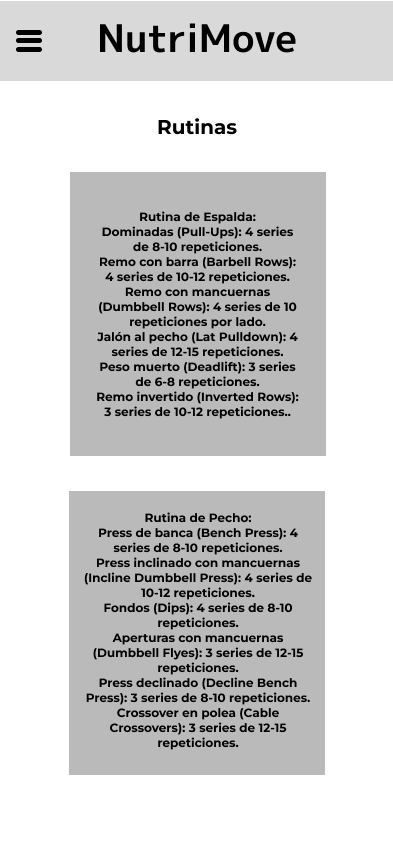 NutriMove
Rutinas
Rutina de Espalda:
Dominadas (Pull-Ups): 4 series
de 8-10 repeticiones.
Remo con barra (Barbell Rows):
4 series de 10-12 repeticiones.
Remo con mancuernas
(Dumbbell Rows): 4 series de 10
repeticiones por lado.
Jalón al pecho (Lat Pulldown): 4
series de 12-15 repeticiones.
Peso muerto (Deadlift): 3 series
de 6-8 repeticiones.
Remo invertido (Inverted Rows):
3 series de 10-12 repeticiones..
Rutina de Pecho:
Press de banca (Bench Press): 4
series de 8-10 repeticiones.
Press inclinado con mancuernas
(Incline Dumbbell Press): 4 series de
10-12 repeticiones.
Fondos (Dips): 4 series de 8-10
repeticiones.
Aperturas con mancuernas
(Dumbbell Flyes): 3 series de 12-15
repeticiones.
Press declinado (Decline Bench
Press): 3 series de 8-10 repeticiones.
Crossover en polea (Cable
Crossovers): 3 series de 12-15
repeticiones.